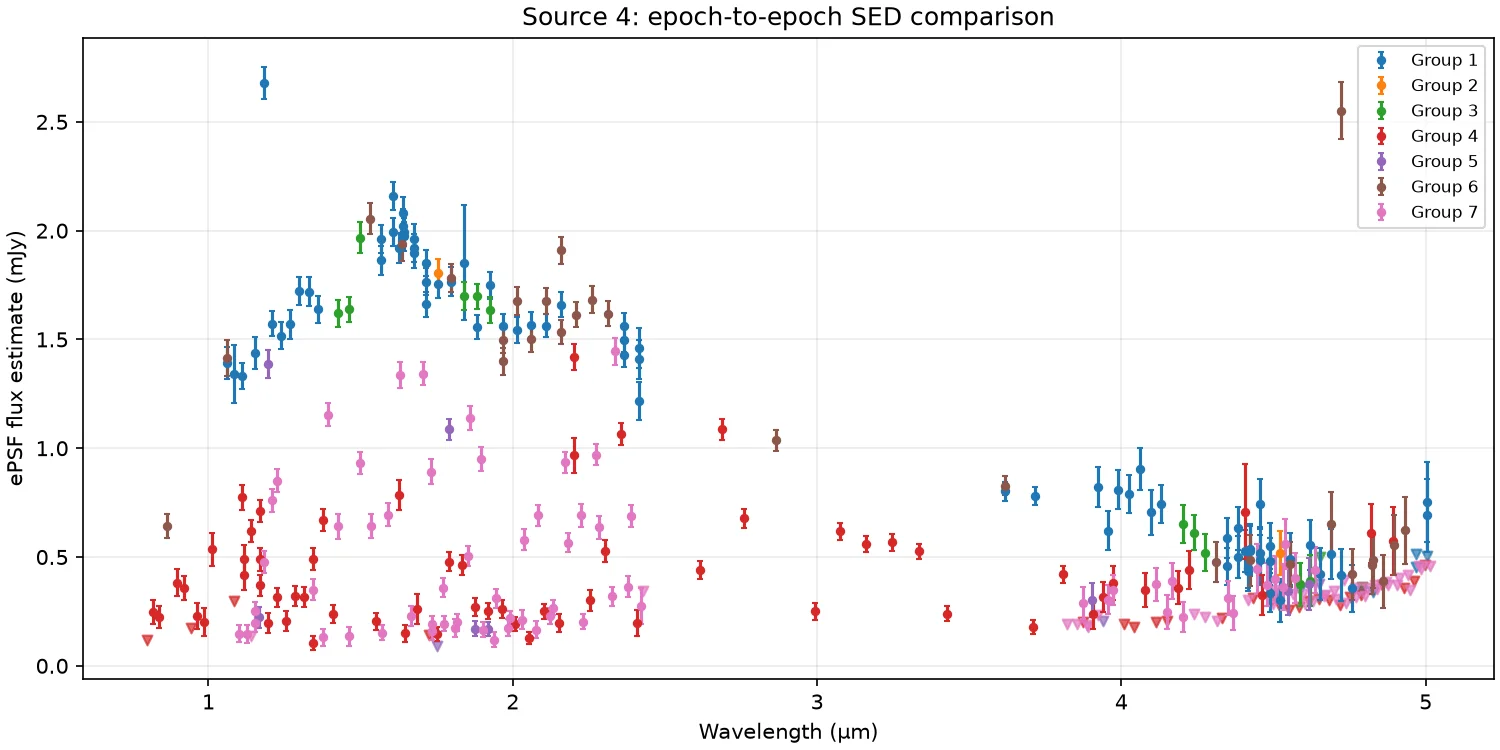 Source 4: epoch-to-epoch SED comparison
ePSF flux estimate (mJy)
2.5
2.0
1.5
1.0
0.5
0.0
Group 1
Group 2
Group 3
Group 4
Group 5
Group 6
Group 7
1 2 3 4 5
Wavelength (μm)